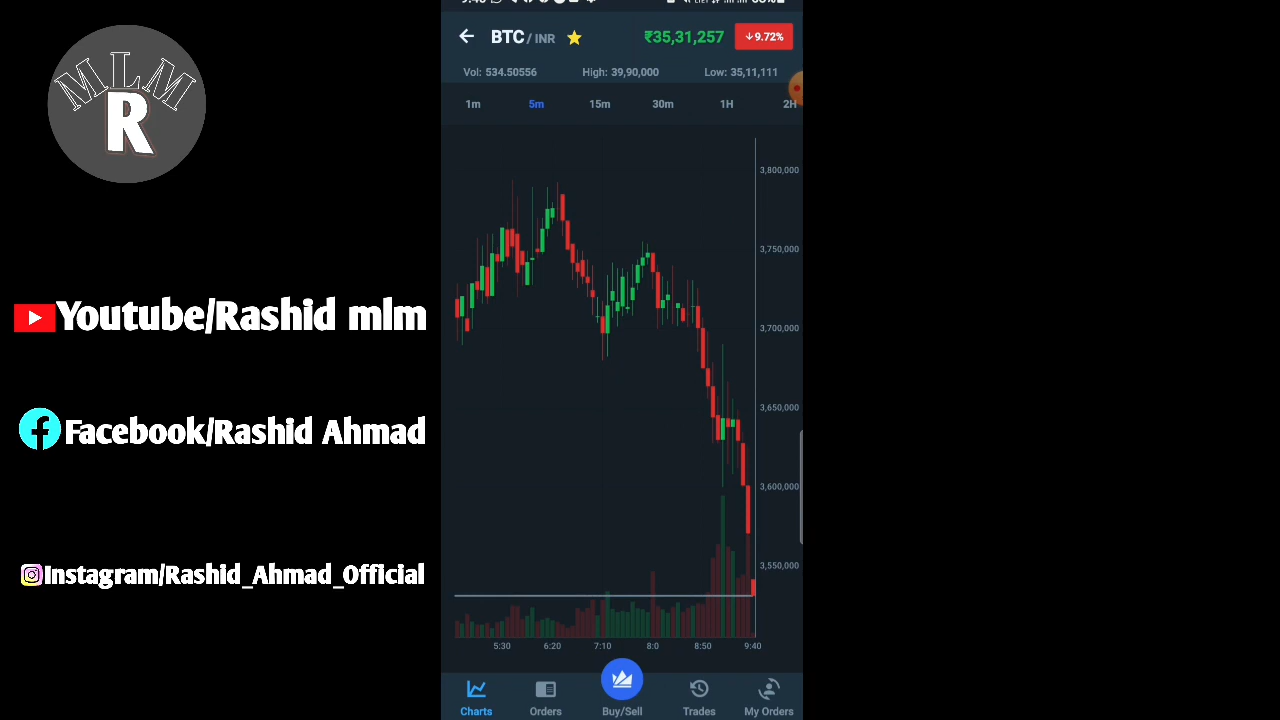 MLM
R
Youtube/Rashid mlm
Facebook/Rashid Ahmad
Instagram/Rashid_Ahmad_Official
BTC / INR ₹35,31,257 ↓9.72%
Vol: 534.50556 High: 39,90,000 Low: 35,11,111
1m 5m 15m 30m 1H 2H
3,800,000
3,750,000
3,700,000
3,650,000
3,600,000
3,550,000
5:30 6:20 7:10 8:0 8:50 9:40
Charts Orders Buy/Sell Trades My Orders